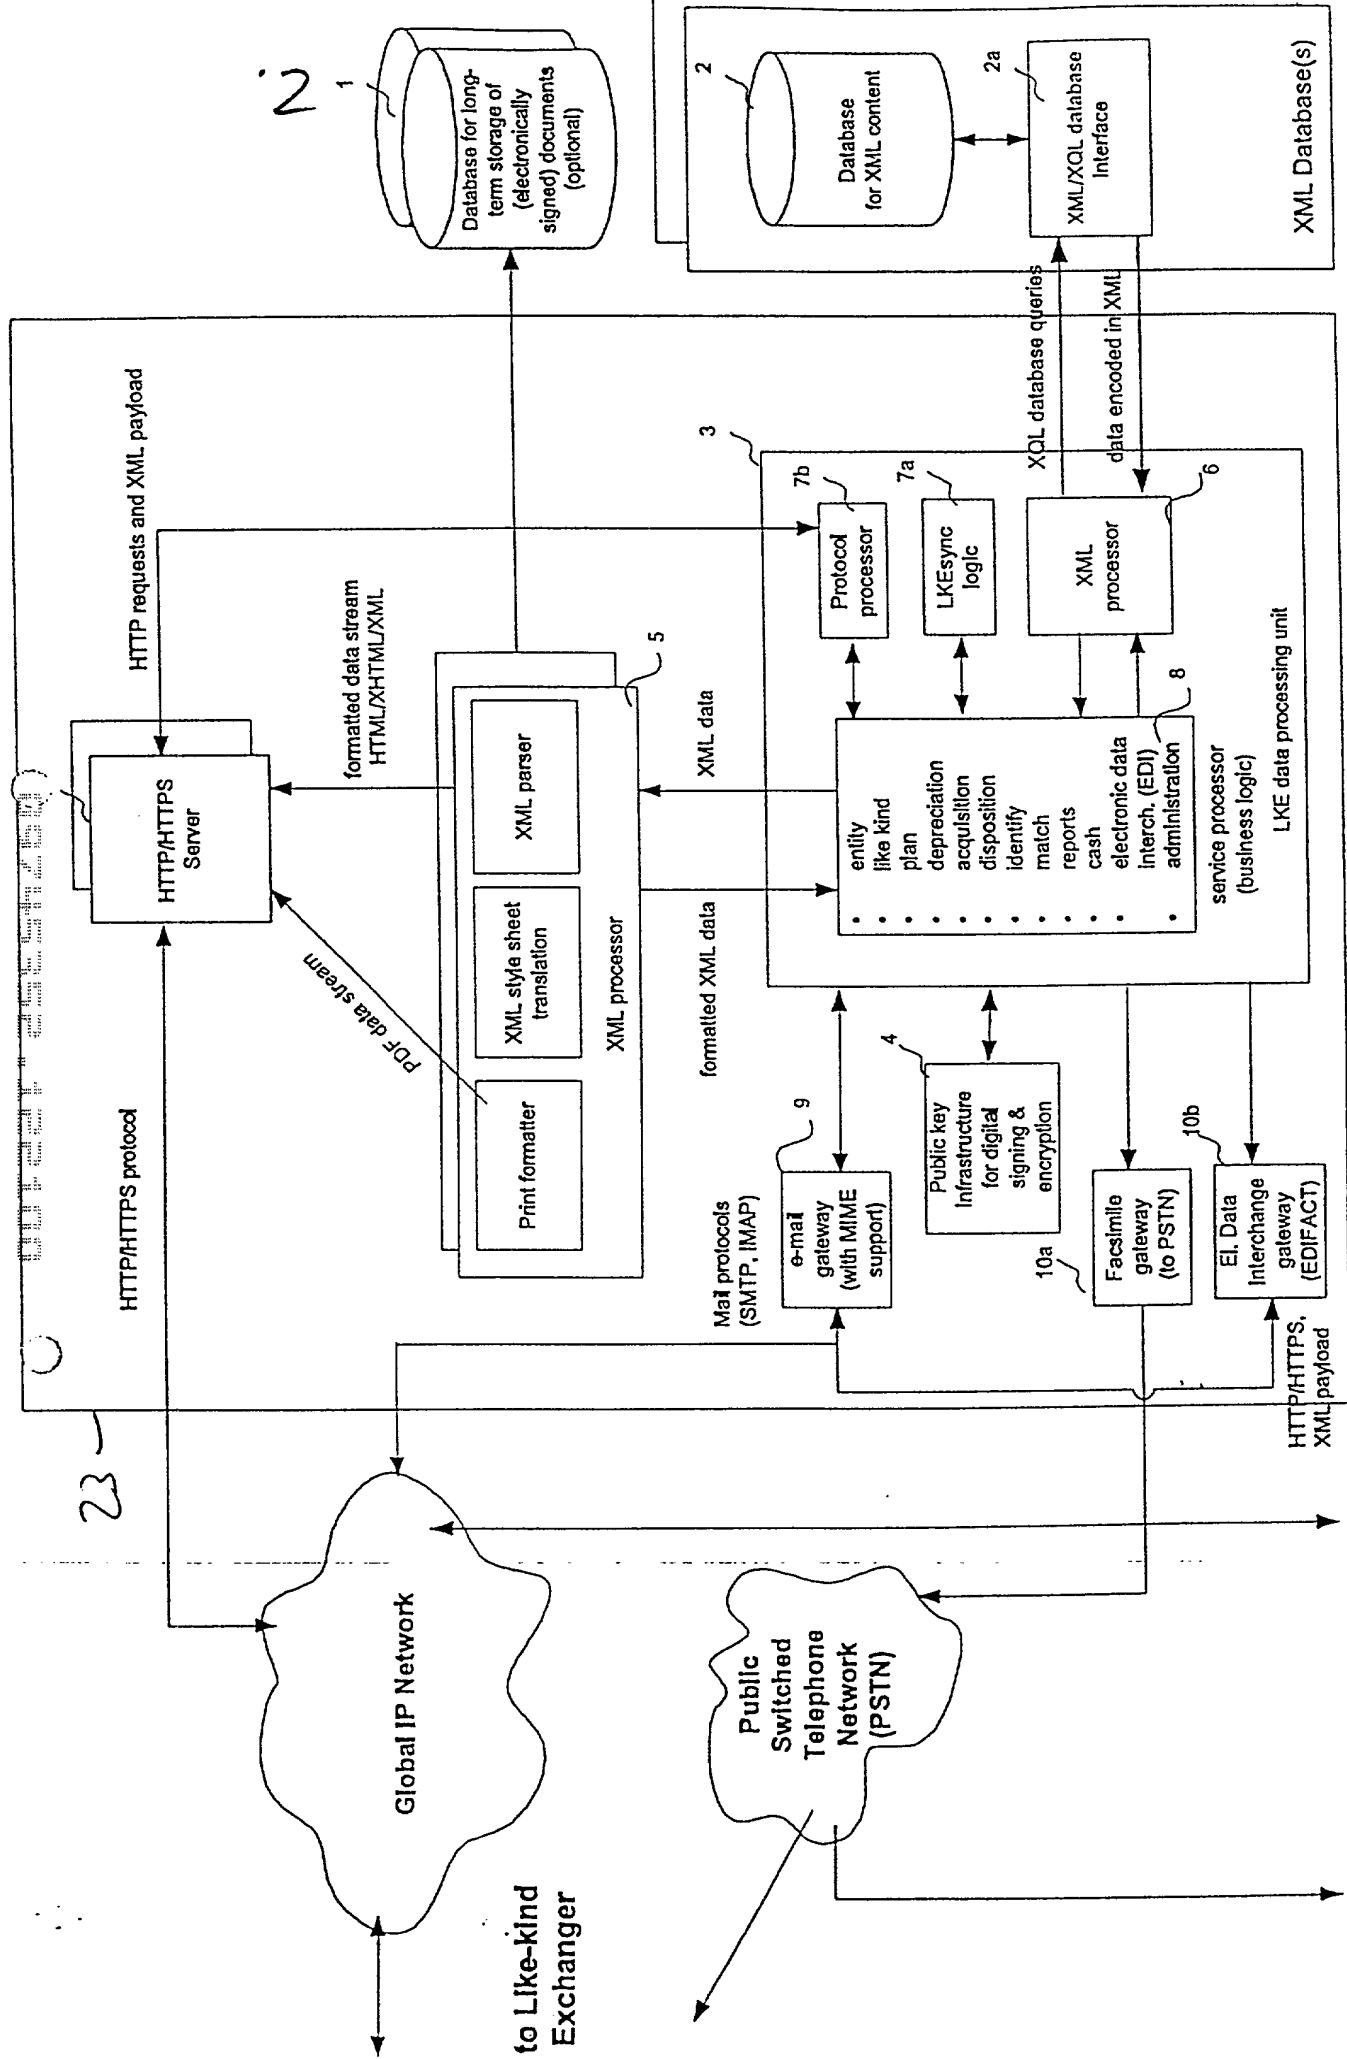 .2
1
Database for long-
term storage of
(electronically
signed) documents
(optional)
2
Database
for XML content
2a
XML/XQL database
Interface
XML Database(s)
HTTP requests and XML payload
HTTP/HTTPS
Server
formatted data stream
HTML/XHTML/XML
PDF data stream
HTTP/HTTPS protocol
23
5
XML parser
XML style sheet
translation
Print formatter
XML processor
XML data
formatted XML data
XQL database queries
data encoded in XML
3
7b
Protocol
processor
7a
LKEsync
logic
XML
processor
6
8
• entity
• like kind
• plan
• depreciation
• acquisition
• disposition
• identify
• match
• reports
• cash
• electronic data
interch. (EDI)
• administration
service processor
(business logic)
LKE data processing unit
Mail protocols
(SMTP, IMAP)
9
e-mail
gateway
(with MIME
support)
4
Public key
Infrastructure
for digital
signing &
encryption
10a
Facsimile
gateway
(to PSTN)
10b
El. Data
Interchange
gateway
(EDIFACT)
HTTP/HTTPS,
XML payload
Global IP Network
Public
Switched
Telephone
Network
(PSTN)
to Like-kind
Exchanger